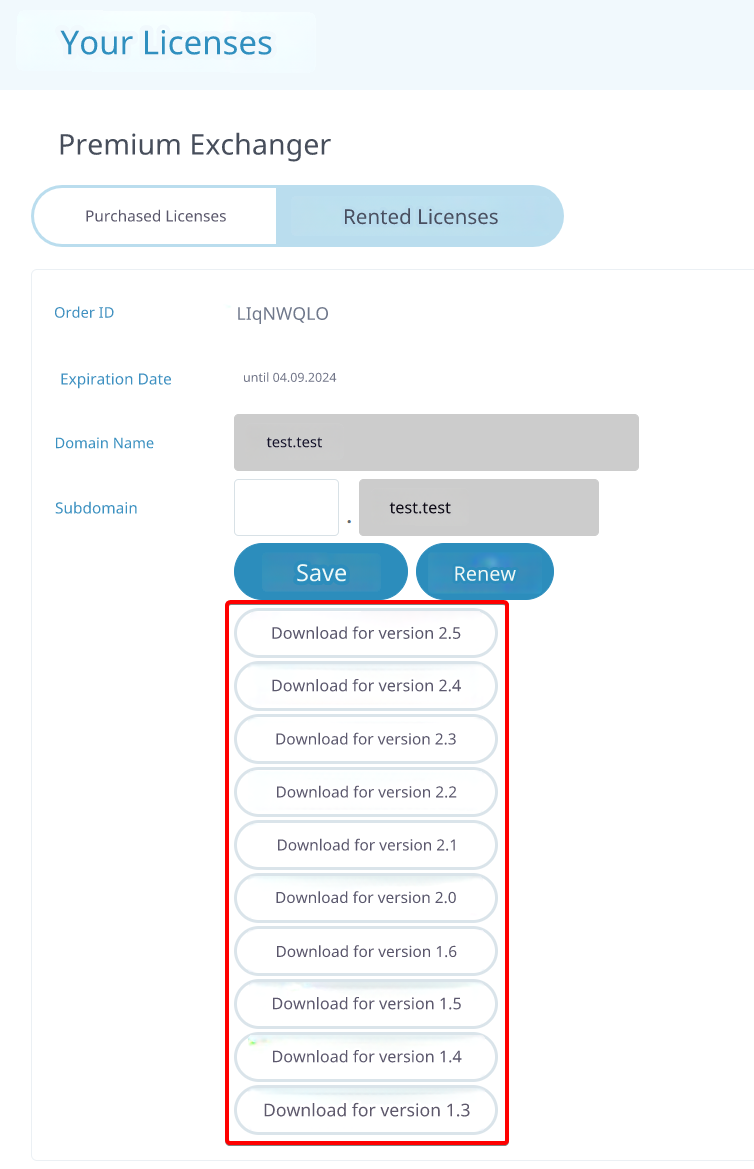 Your Licenses
Premium Exchanger
Purchased Licenses
Rented Licenses
Order ID
LIqNWQLO
Expiration Date
until 04.09.2024
Domain Name
test.test
Subdomain
. test.test
Save
Renew
Download for version 2.5
Download for version 2.4
Download for version 2.3
Download for version 2.2
Download for version 2.1
Download for version 2.0
Download for version 1.6
Download for version 1.5
Download for version 1.4
Download for version 1.3